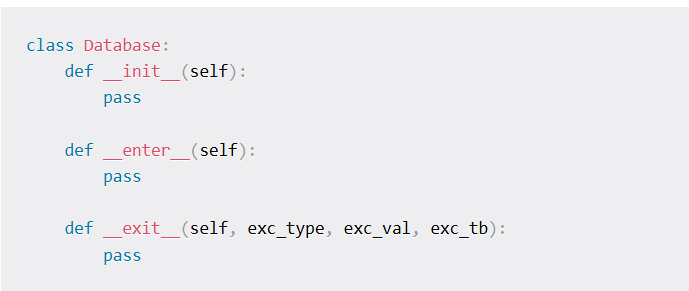 class Database:
    def __init__(self):
        pass

    def __enter__(self):
        pass

    def __exit__(self, exc_type, exc_val, exc_tb):
        pass